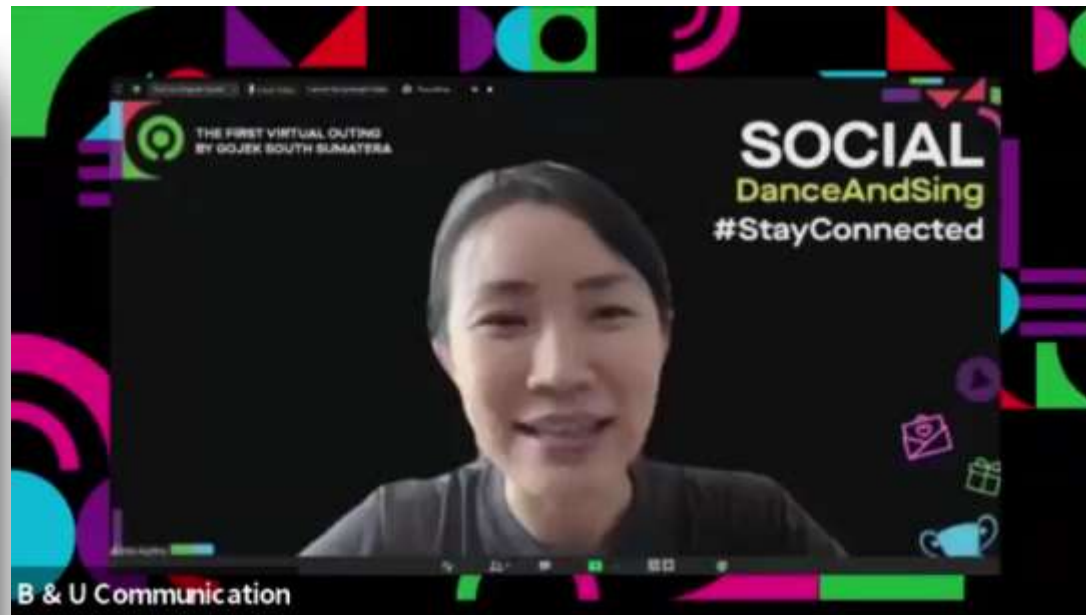 THE FIRST VIRTUAL OUTING
BY GOJEK SOUTH SUMATERA
SOCIAL
DanceAndSing
#StayConnected
B & U Communication